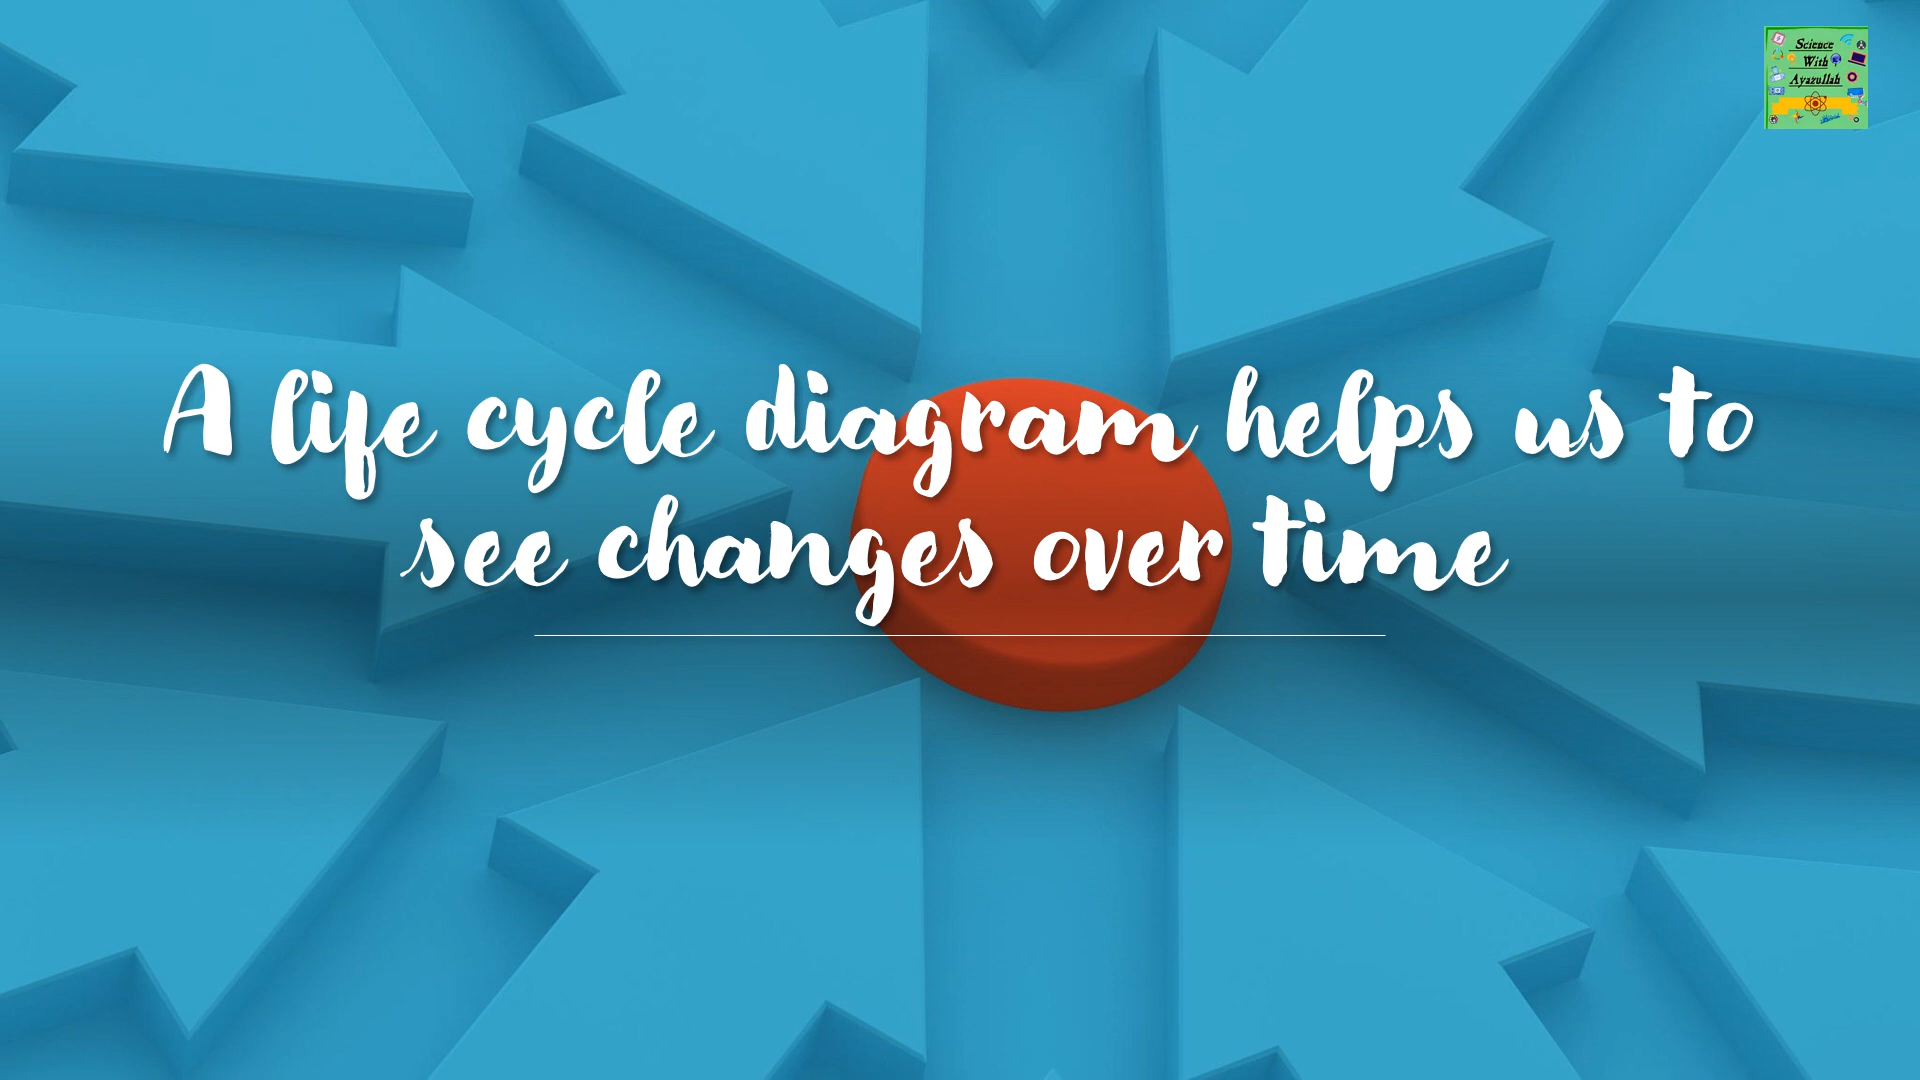 Science
With
Ayazullah
A life cycle diagram helps us to
see changes over time